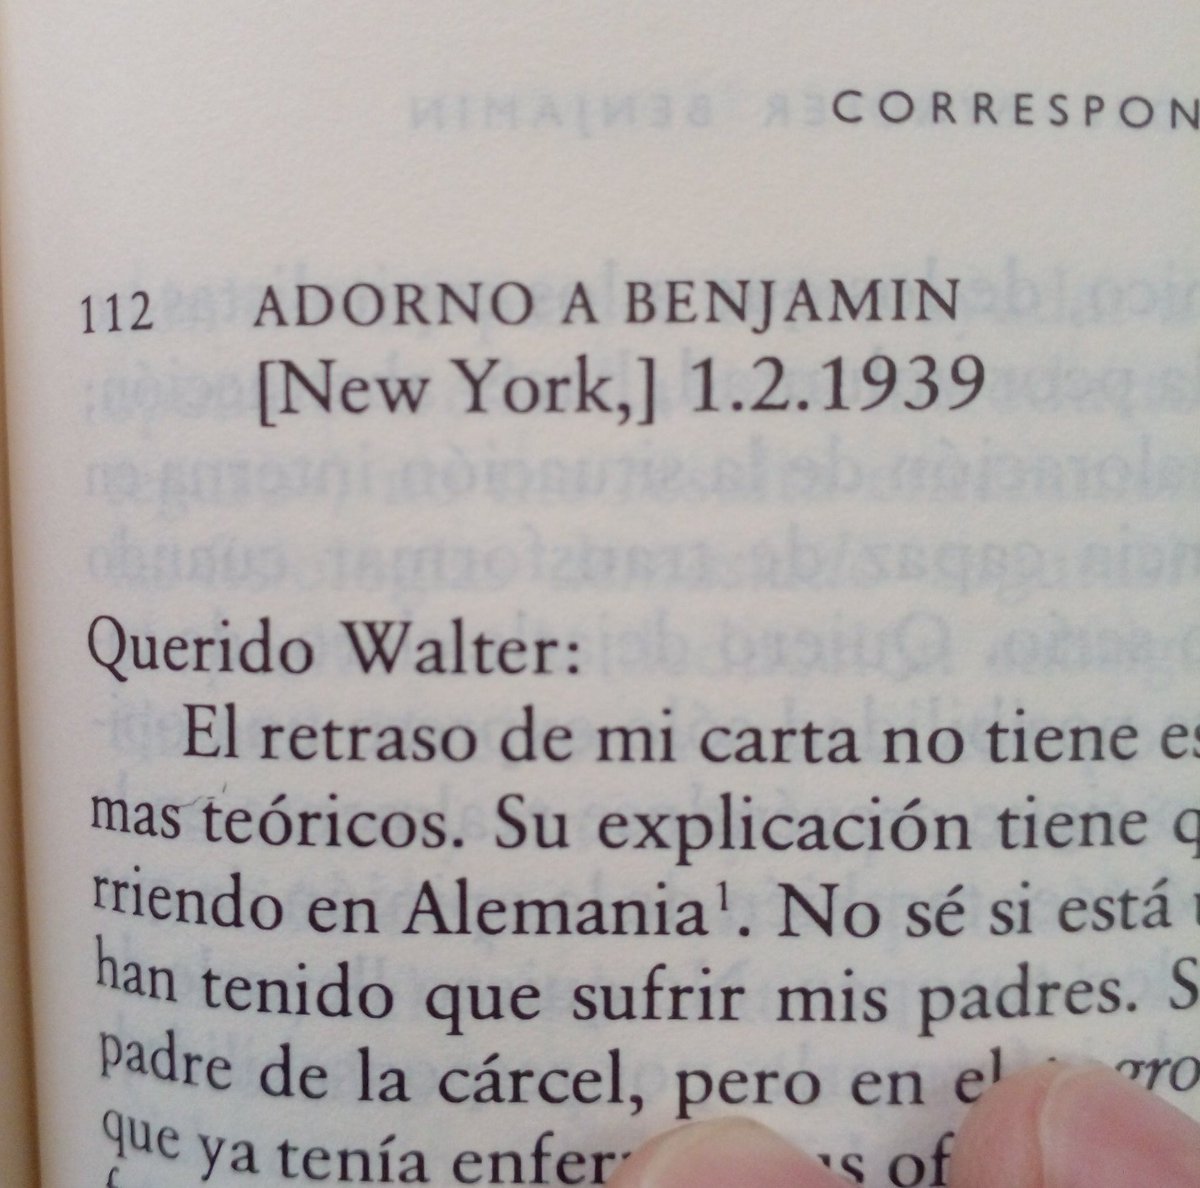 CORRESPON
112 ADORNO A BENJAMIN
[New York,] 1.2.1939
Querido Walter:
El retraso de mi carta no tiene es
mas teóricos. Su explicación tiene q
rriendo en Alemania¹. No sé si está
han tenido que sufrir mis padres. S
padre de la cárcel, pero en el
que ya tenía